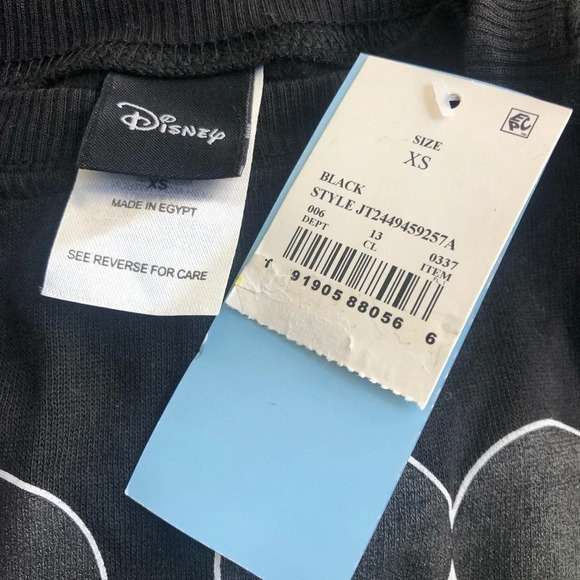 Disney
XS
MADE IN EGYPT
SEE REVERSE FOR CARE
EPC
SIZE
XS
BLACK
STYLE JT2449459257A
006 13 0337
DEPT CL ITEM
91905 88056 6